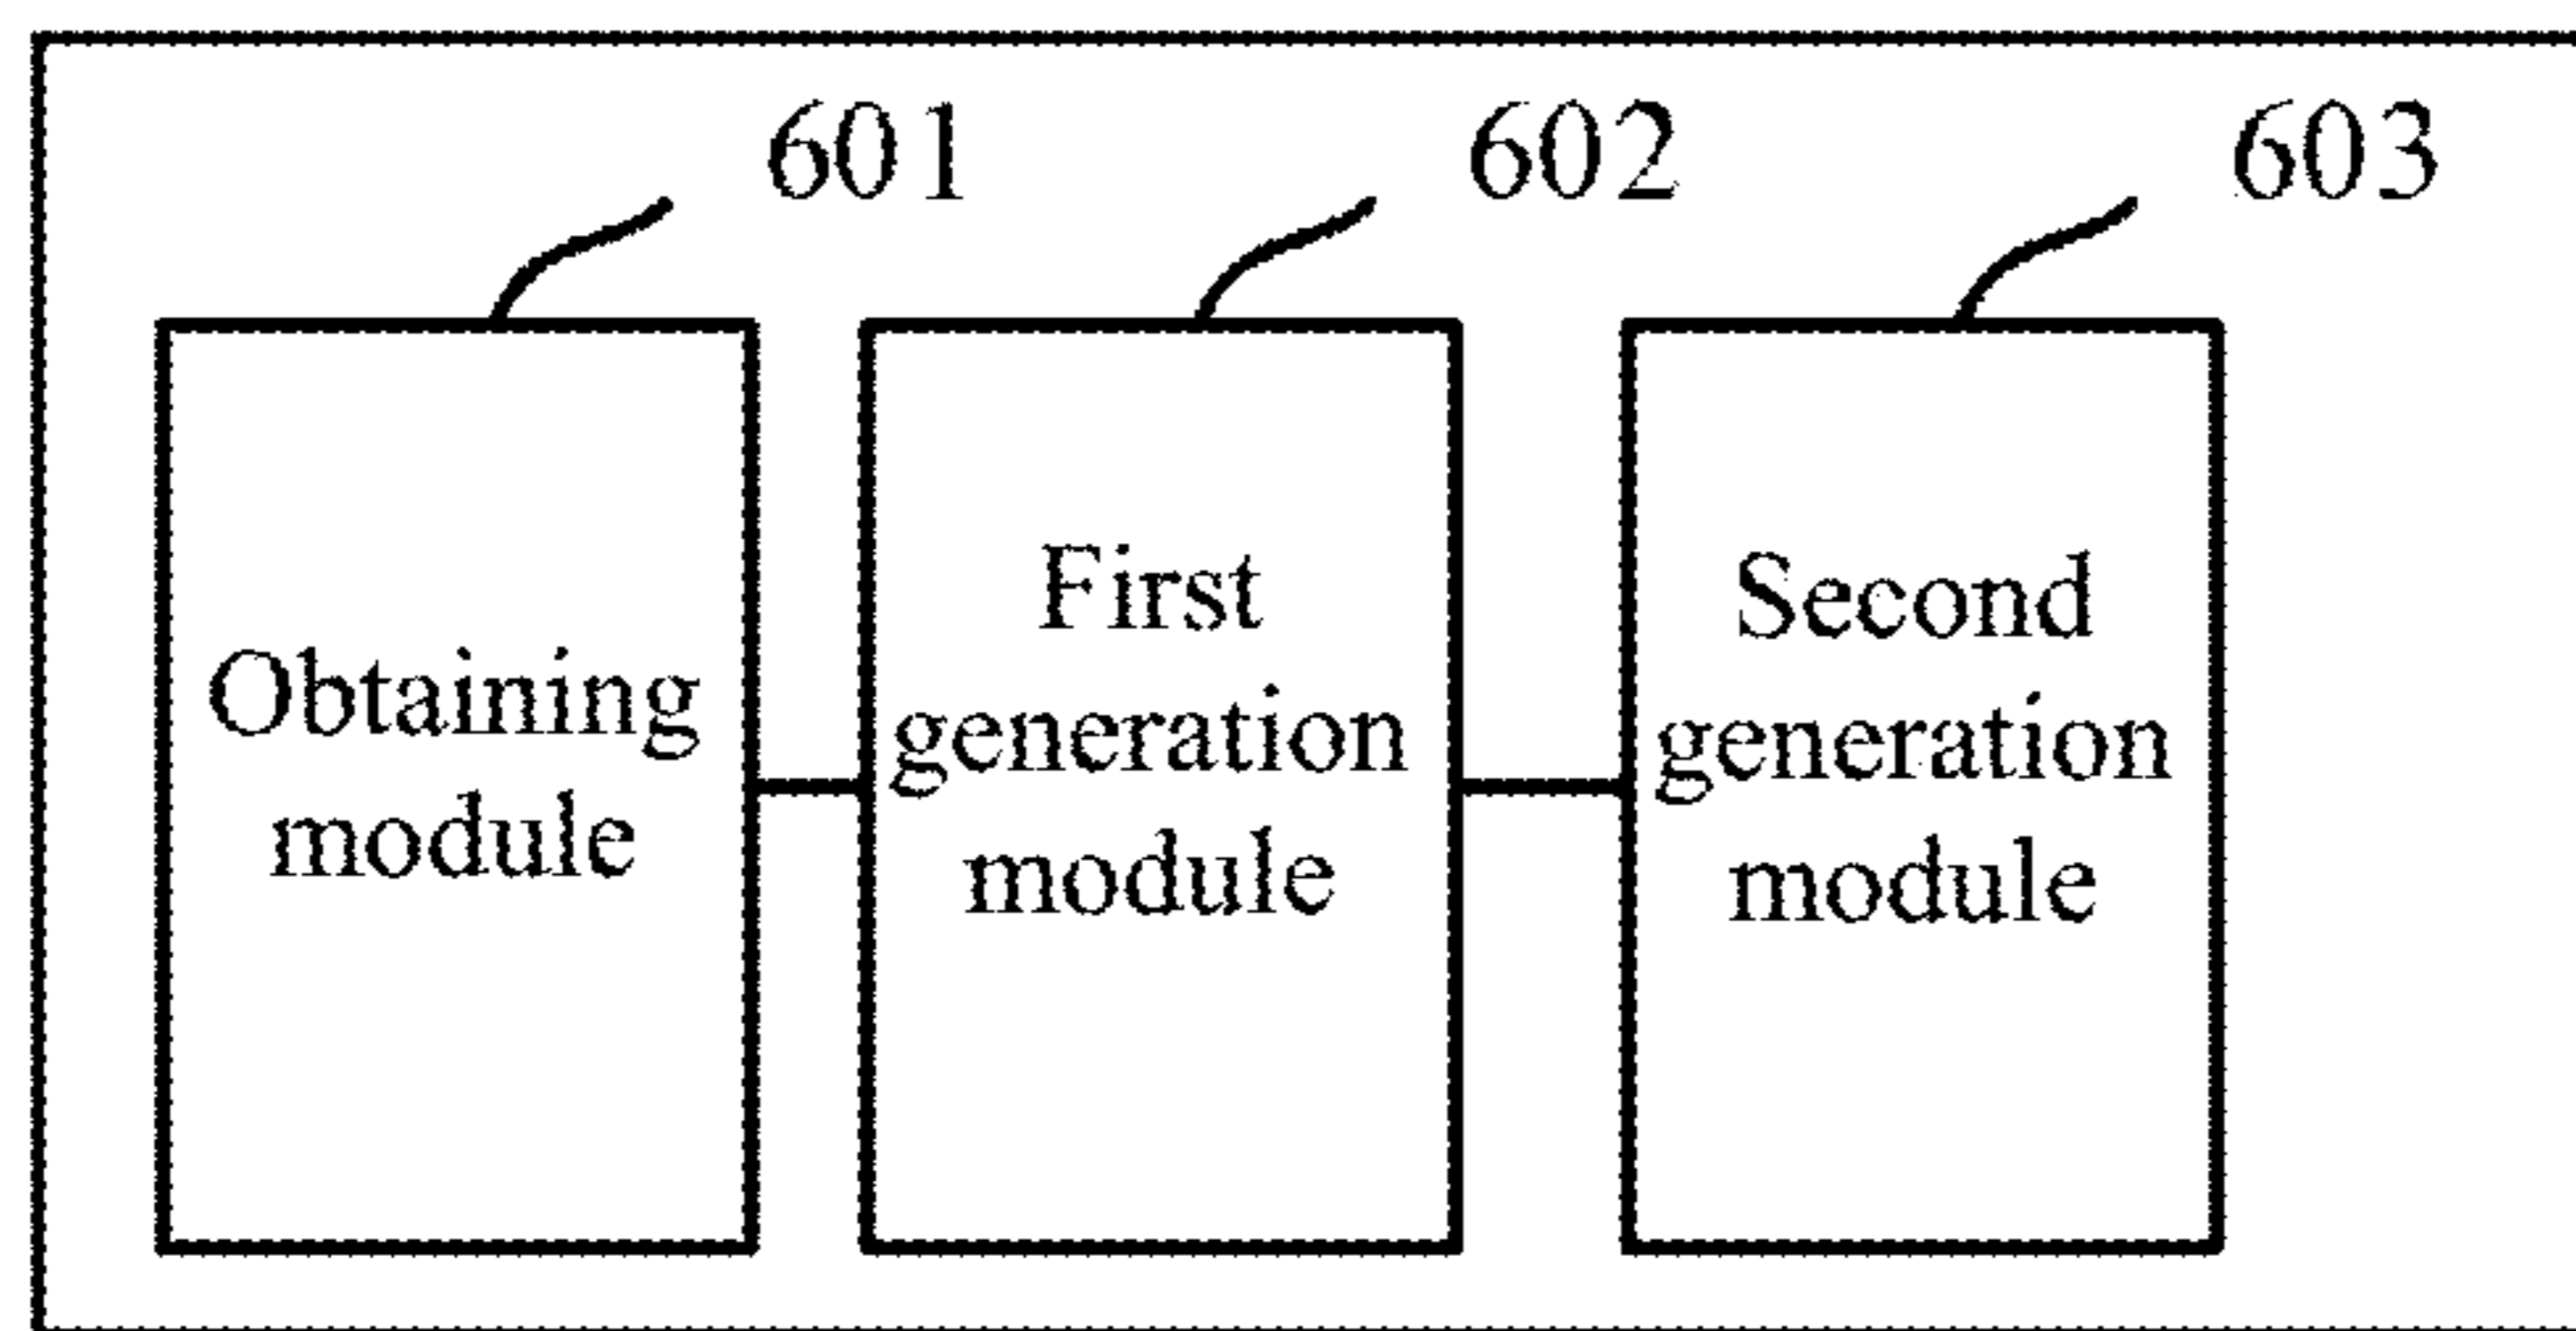 601
602
603
Obtaining
module
First
generation
module
Second
generation
module